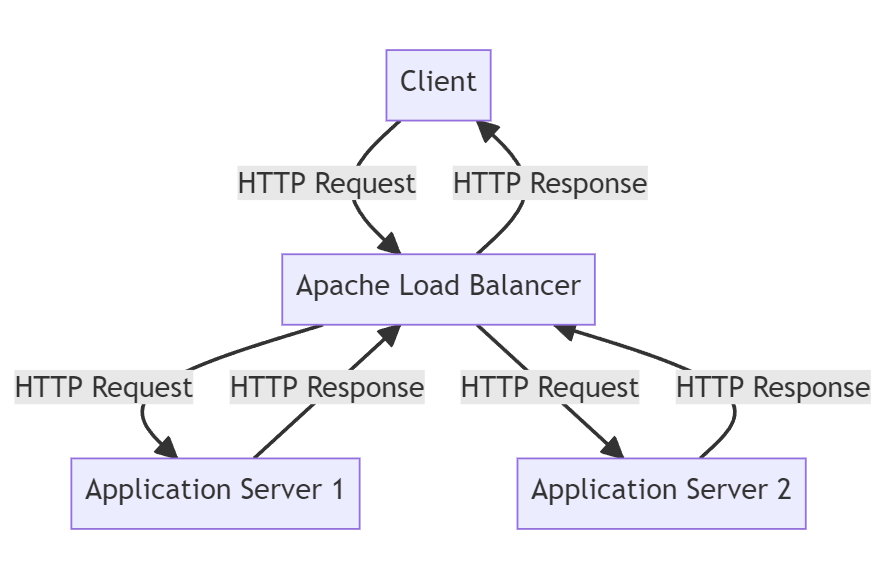 Client
HTTP Request
HTTP Response
Apache Load Balancer
HTTP Request
HTTP Response
HTTP Request
HTTP Response
Application Server 1
Application Server 2